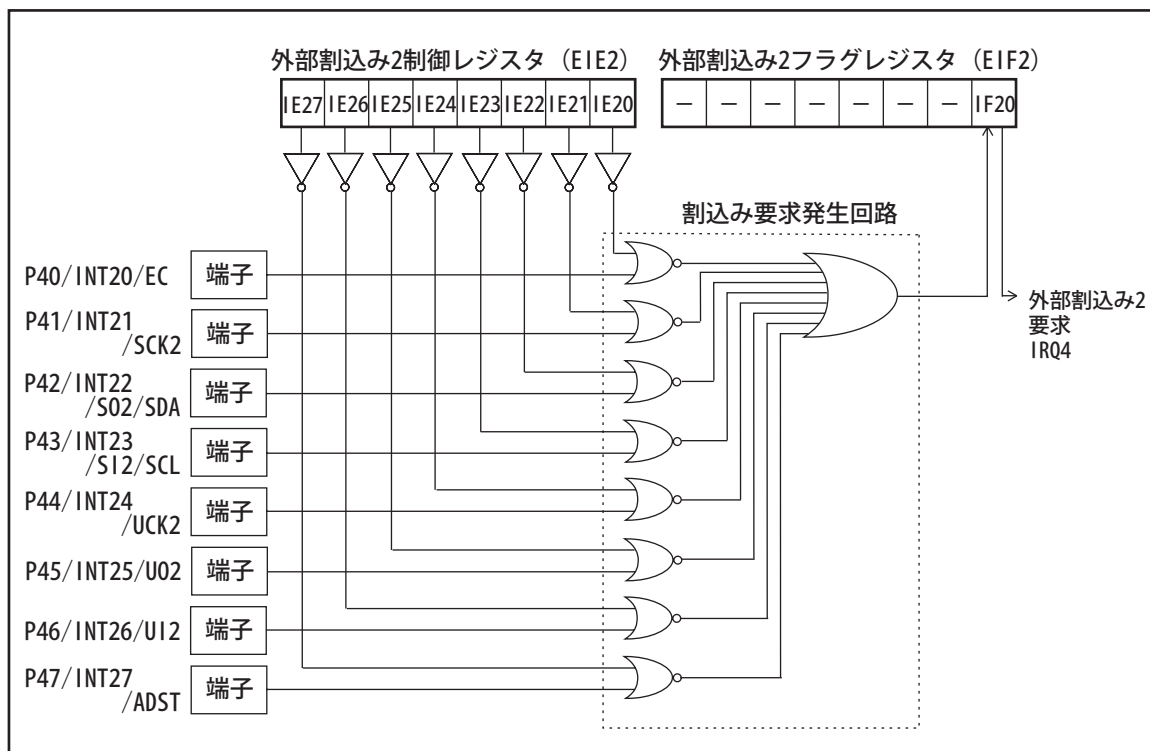 外部割込み2制御レジスタ（EIE2）
IE27 IE26 IE25 IE24 IE23 IE22 IE21 IE20
外部割込み2フラグレジスタ（EIF2）
－ － － － － － － IF20
割込み要求発生回路
P40/INT20/EC 端子
P41/INT21
/SCK2
端子
P42/INT22
/SO2/SDA
端子
P43/INT23
/SI2/SCL
端子
P44/INT24
/UCK2
端子
P45/INT25/UO2 端子
P46/INT26/UI2 端子
P47/INT27
/ADST
端子
外部割込み2
要求
IRQ4